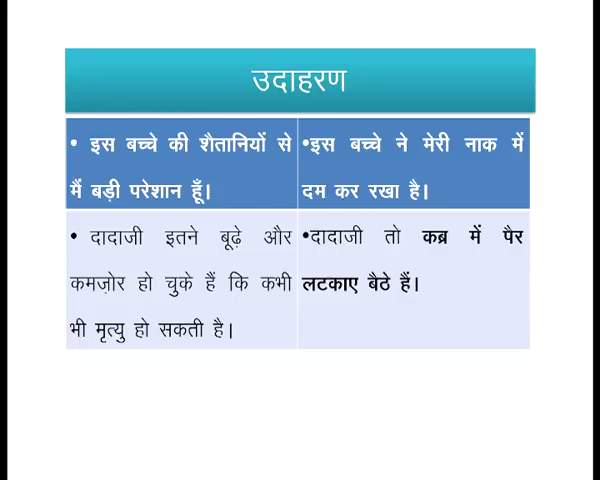 उदाहरण
• इस बच्चे की शैतानियों से
मैं बड़ी परेशान हूँ।
•इस बच्चे ने मेरी नाक में
दम कर रखा है।
• दादाजी इतने बूढ़े और
कमज़ोर हो चुके हैं कि कभी
भी मृत्यु हो सकती है।
•दादाजी तो कब्र में पैर
लटकाए बैठे हैं।